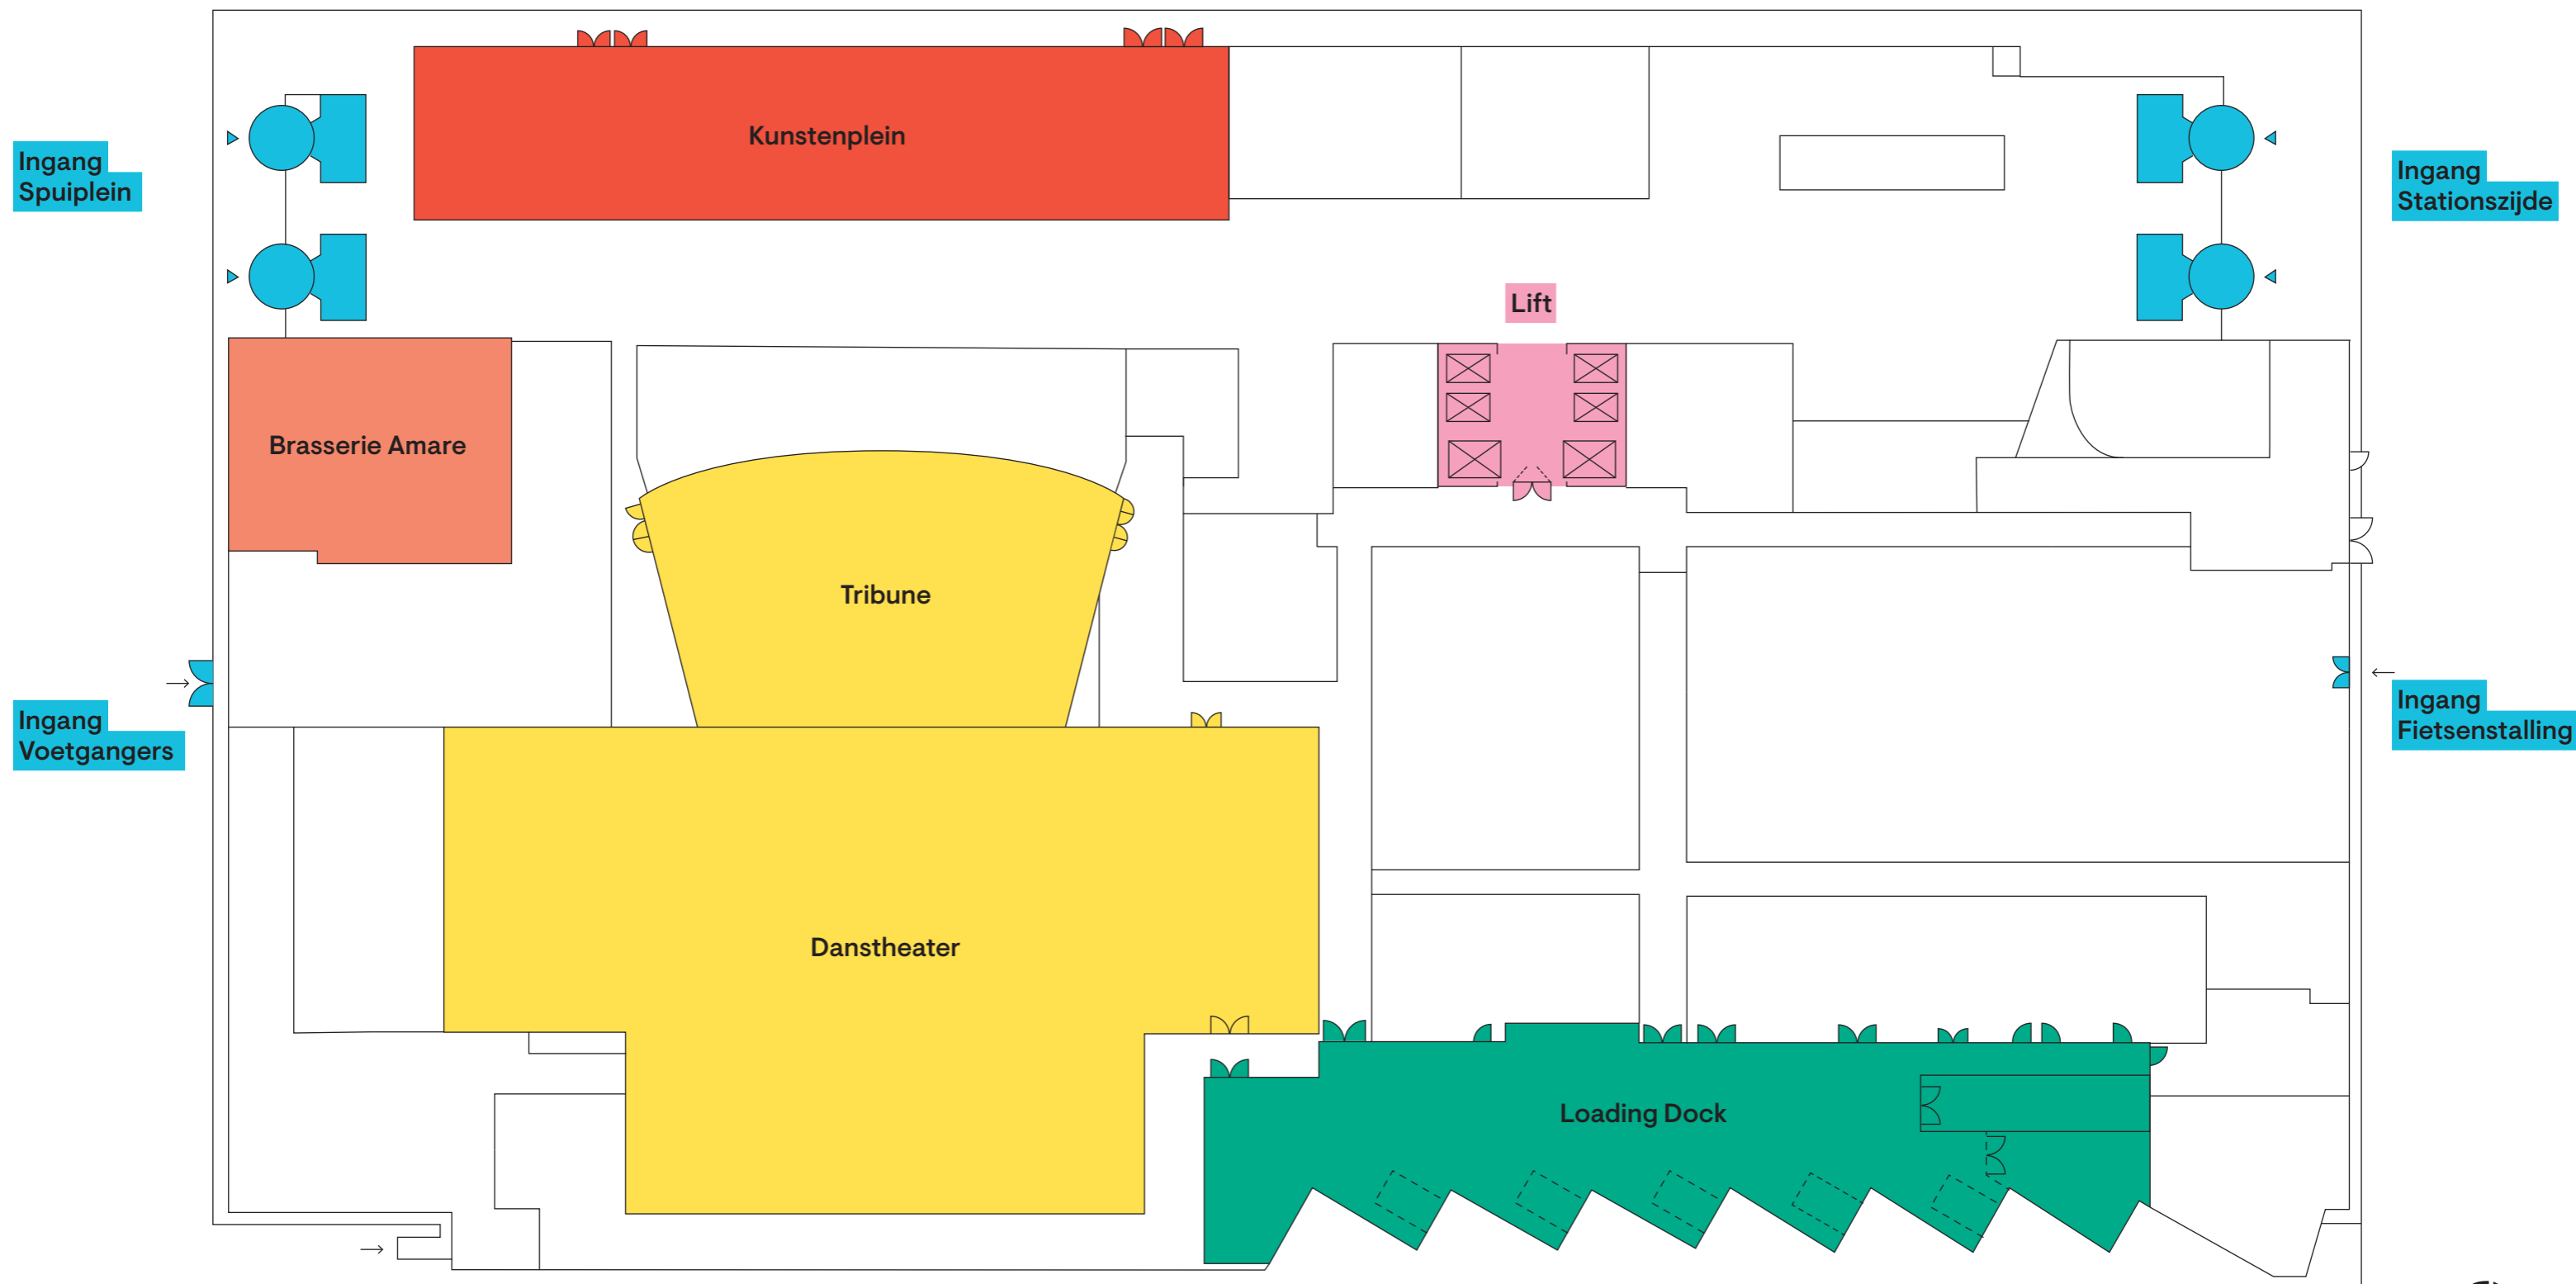 Kunstenplein
Ingang
Spuiplein
Ingang
Stationszijde
Lift
Brasserie Amare
Tribune
Ingang
Voetgangers
Ingang
Fietsenstalling
Danstheater
Loading Dock